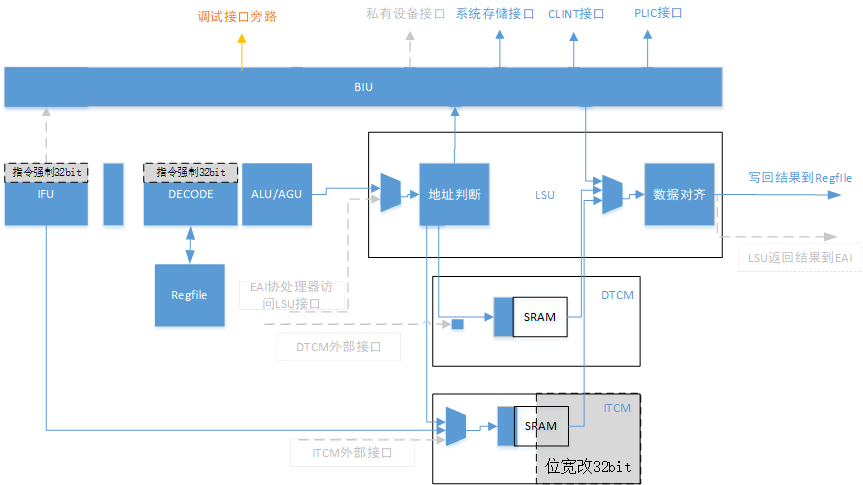 调试接口旁路
私有设备接口
系统存储接口
CLINT接口
PLIC接口
BIU
指令强制32bit
IFU
指令强制32bit
DECODE
ALU/AGU
地址判断
LSU
数据对齐
写回结果到Regfile
LSU返回结果到EAI
Regfile
EAI协处理器访
问LSU接口
DTCM
SRAM
DTCM外部接口
ITCM
SRAM
位宽改32bit
ITCM外部接口